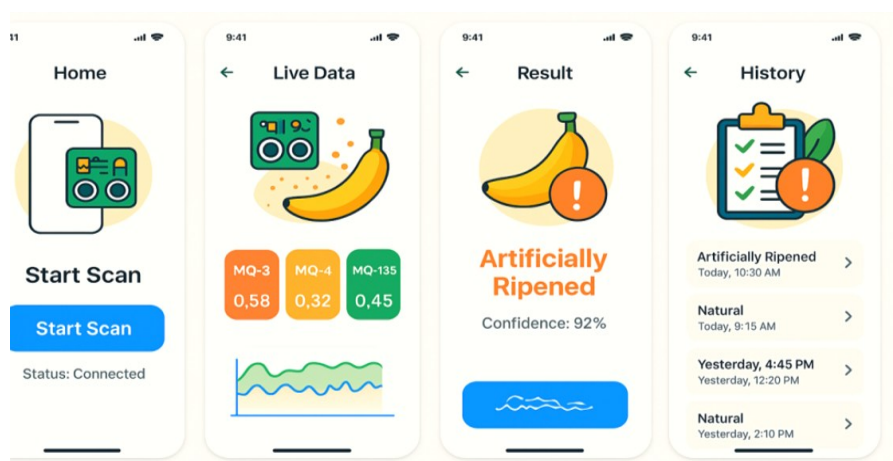 11
Home
Start Scan
Start Scan
Status: Connected
9:41
Live Data
MQ-3
0,58
MQ-4
0,32
MQ-135
0,45
9:41
Result
Artificially
Ripened
Confidence: 92%
9:41
History
Artificially Ripened
Today, 10:30 AM
Natural
Today, 9:15 AM
Yesterday, 4:45 PM
Yesterday, 12:20 PM
Natural
Yesterday, 2:10 PM